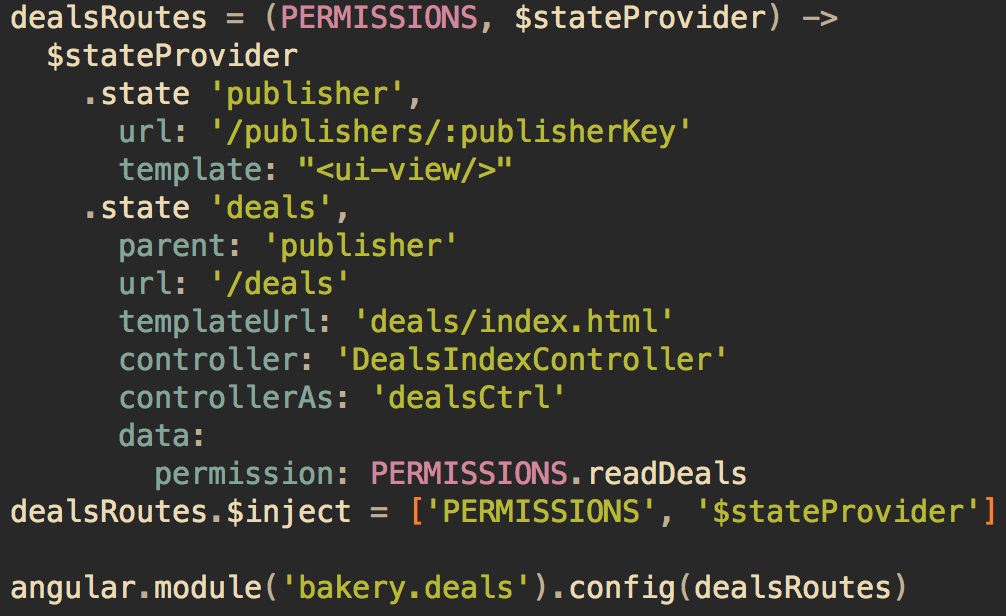 dealsRoutes = (PERMISSIONS, $stateProvider) ->
  $stateProvider
    .state 'publisher',
      url: '/publishers/:publisherKey'
      template: "<ui-view/>"
    .state 'deals',
      parent: 'publisher'
      url: '/deals'
      templateUrl: 'deals/index.html'
      controller: 'DealsIndexController'
      controllerAs: 'dealsCtrl'
      data:
        permission: PERMISSIONS.readDeals
dealsRoutes.$inject = ['PERMISSIONS', '$stateProvider']

angular.module('bakery.deals').config(dealsRoutes)